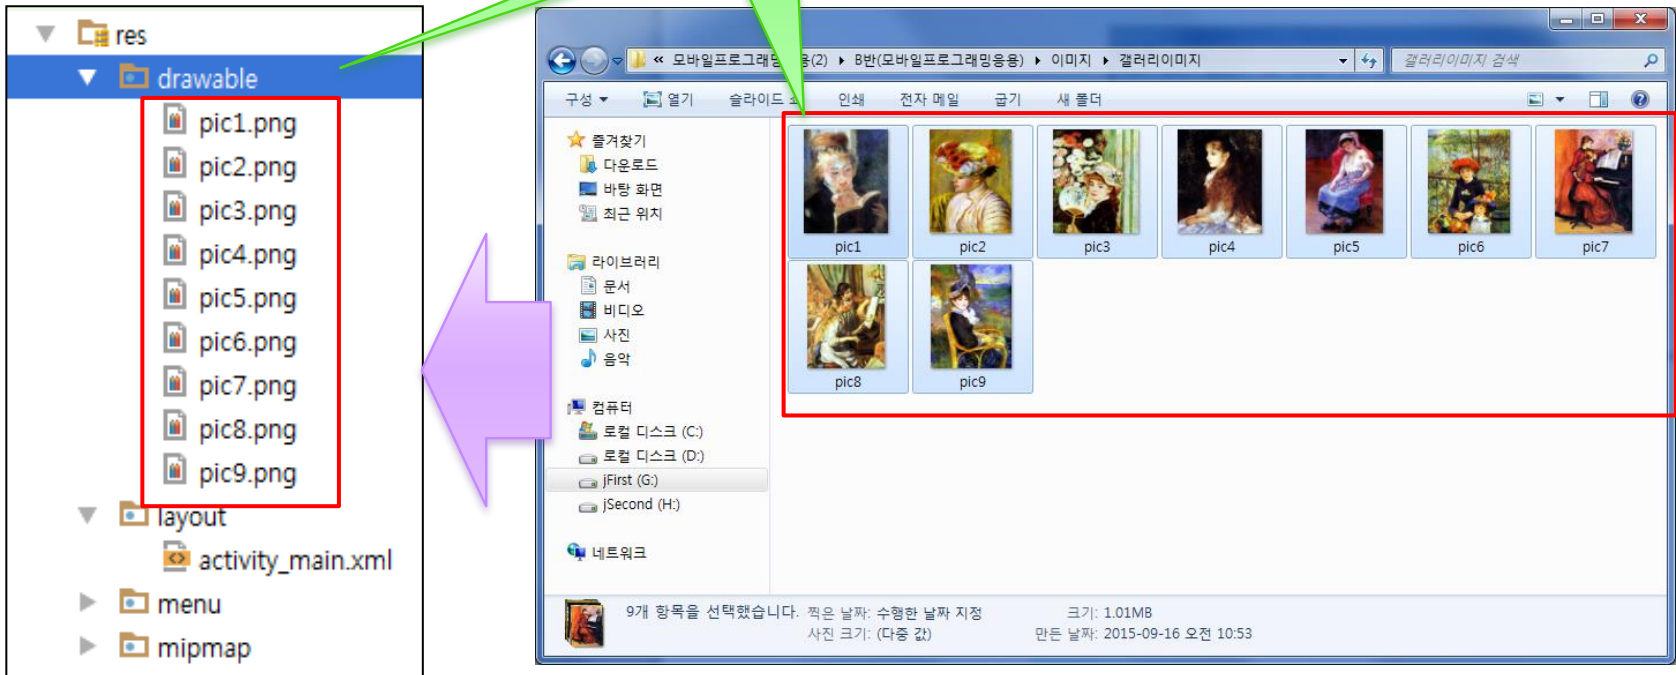 res
drawable
pic1.png
pic2.png
pic3.png
pic4.png
pic5.png
pic6.png
pic7.png
pic8.png
pic9.png
layout
activity_main.xml
menu
mipmap
« 모바일프로그래밍 용(2) ▸ B반(모바일프로그래밍응용) ▸ 이미지 ▸ 갤러리이미지
갤러리이미지 검색
구성 열기 슬라이드 인쇄 전자 메일 굽기 새 폴더
즐겨찾기
다운로드
바탕 화면
최근 위치
라이브러리
문서
비디오
사진
음악
컴퓨터
로컬 디스크 (C:)
로컬 디스크 (D:)
jFirst (G:)
jSecond (H:)
네트워크
pic1 pic2 pic3 pic4 pic5 pic6 pic7
pic8 pic9
9개 항목을 선택했습니다. 찍은 날짜: 수행한 날짜 지정 크기: 1.01MB
사진 크기: (다중 값) 만든 날짜: 2015-09-16 오전 10:53